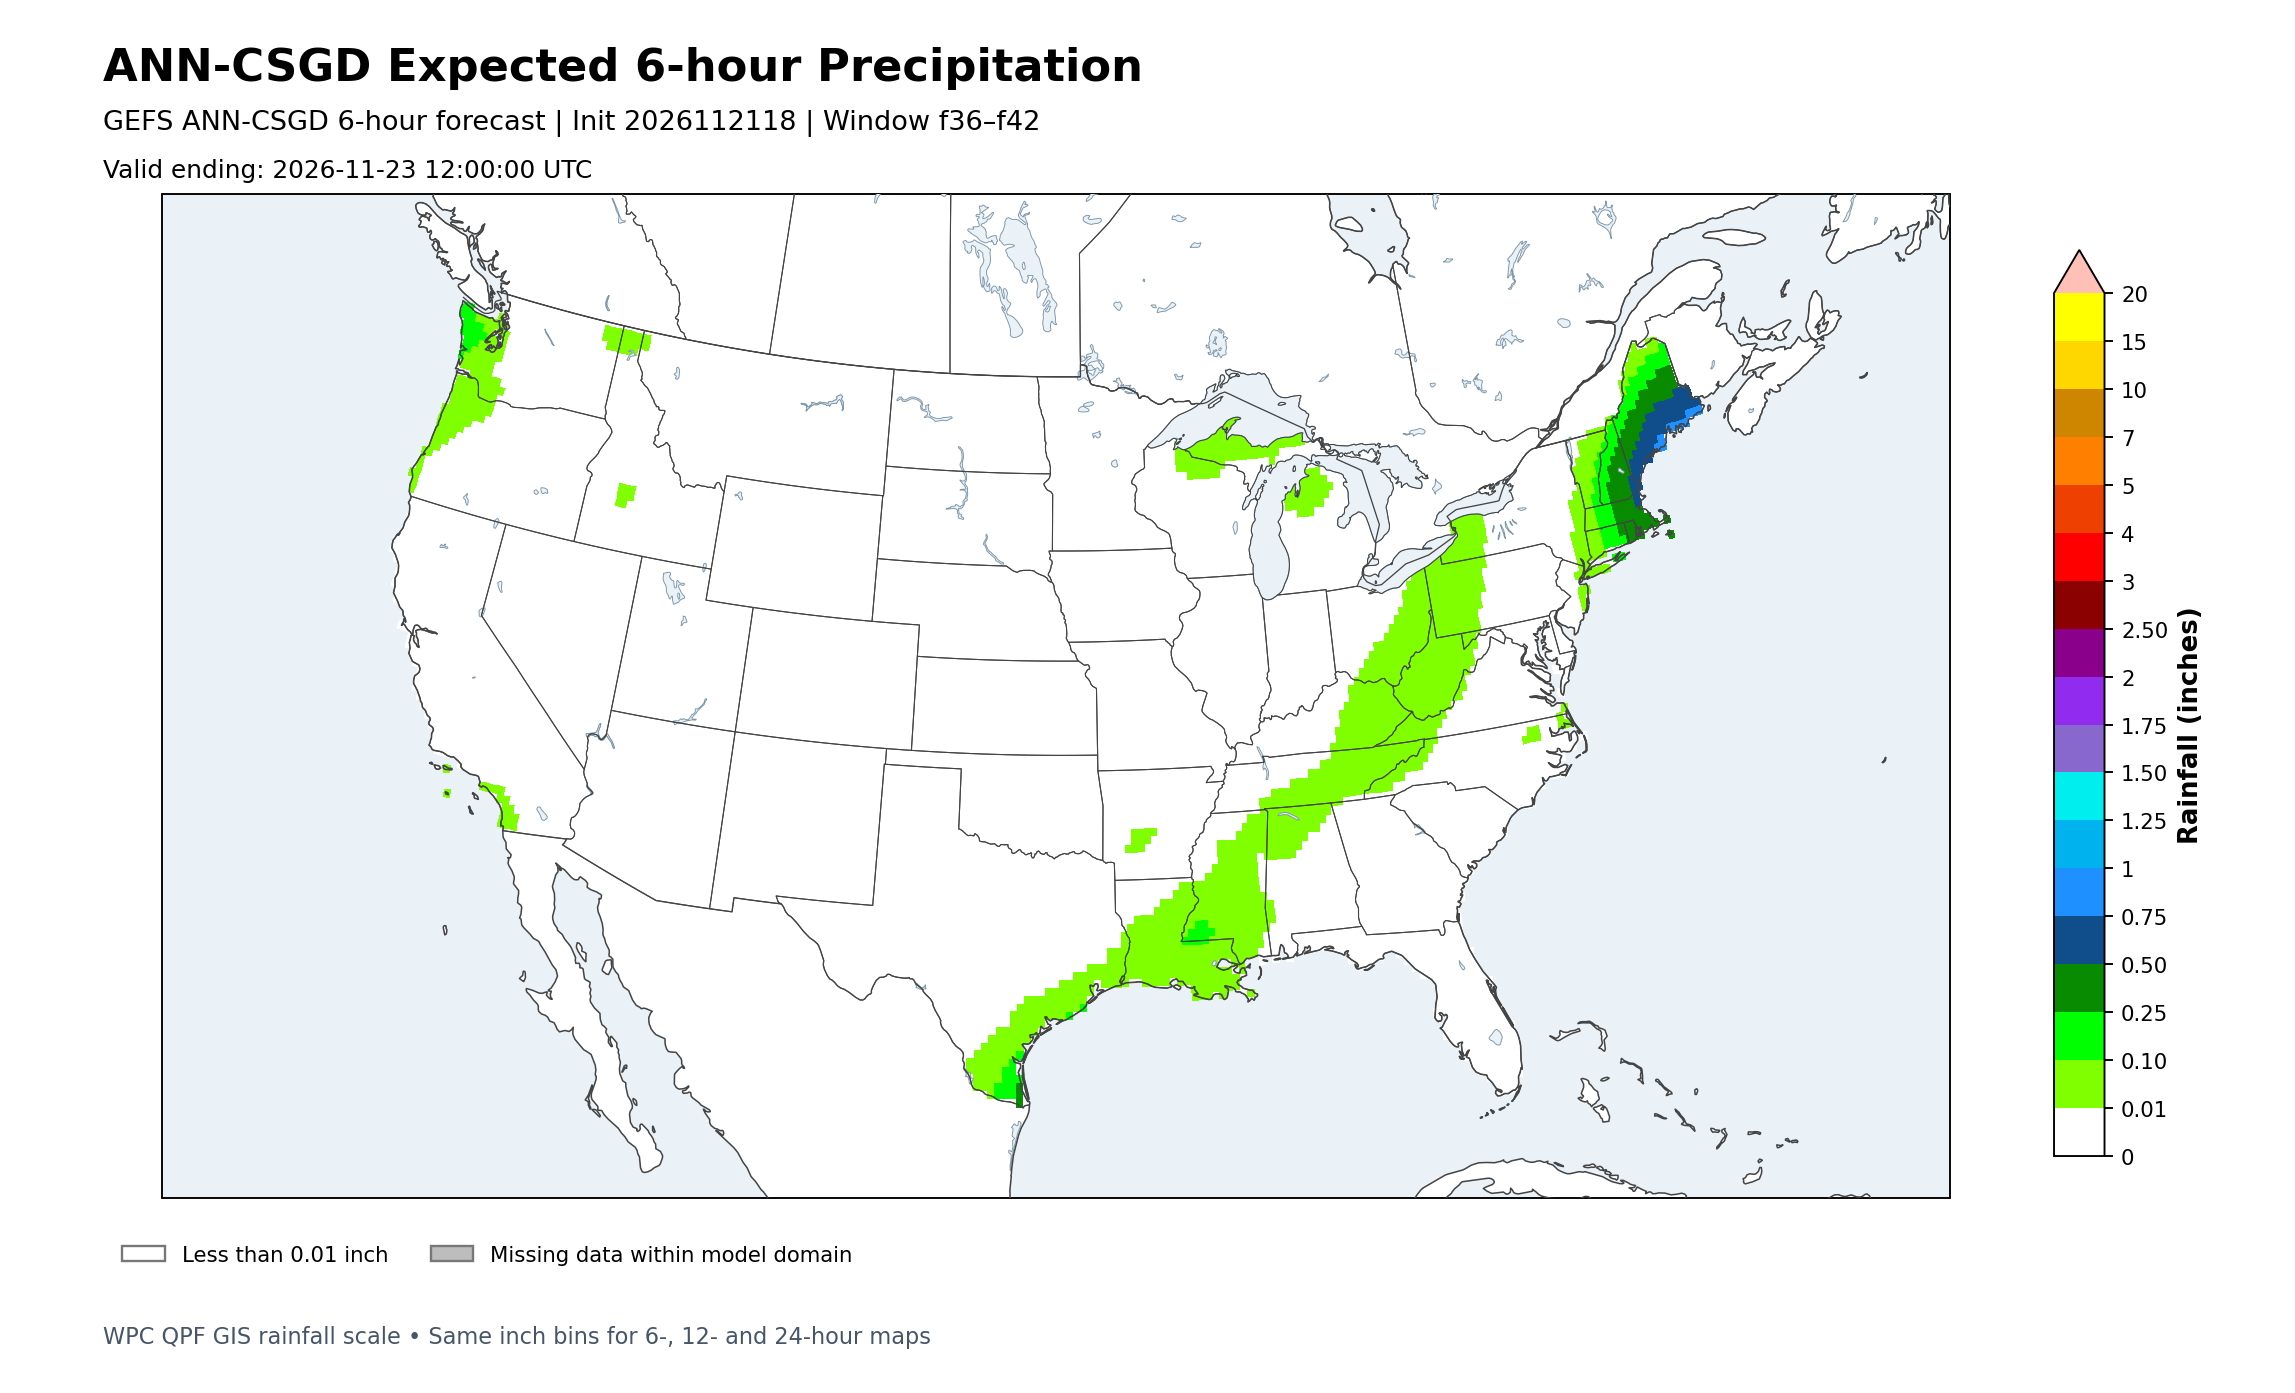 ANN-CSGD Expected 6-hour Precipitation
GEFS ANN-CSGD 6-hour forecast | Init 2026112118 | Window f36–f42
Valid ending: 2026-11-23 12:00:00 UTC
20
15
10
7
5
4
3
2.50
2
1.75
1.50
1.25
1
0.75
0.50
0.25
0.10
0.01
0
Rainfall (inches)
Less than 0.01 inch
Missing data within model domain
WPC QPF GIS rainfall scale • Same inch bins for 6-, 12- and 24-hour maps